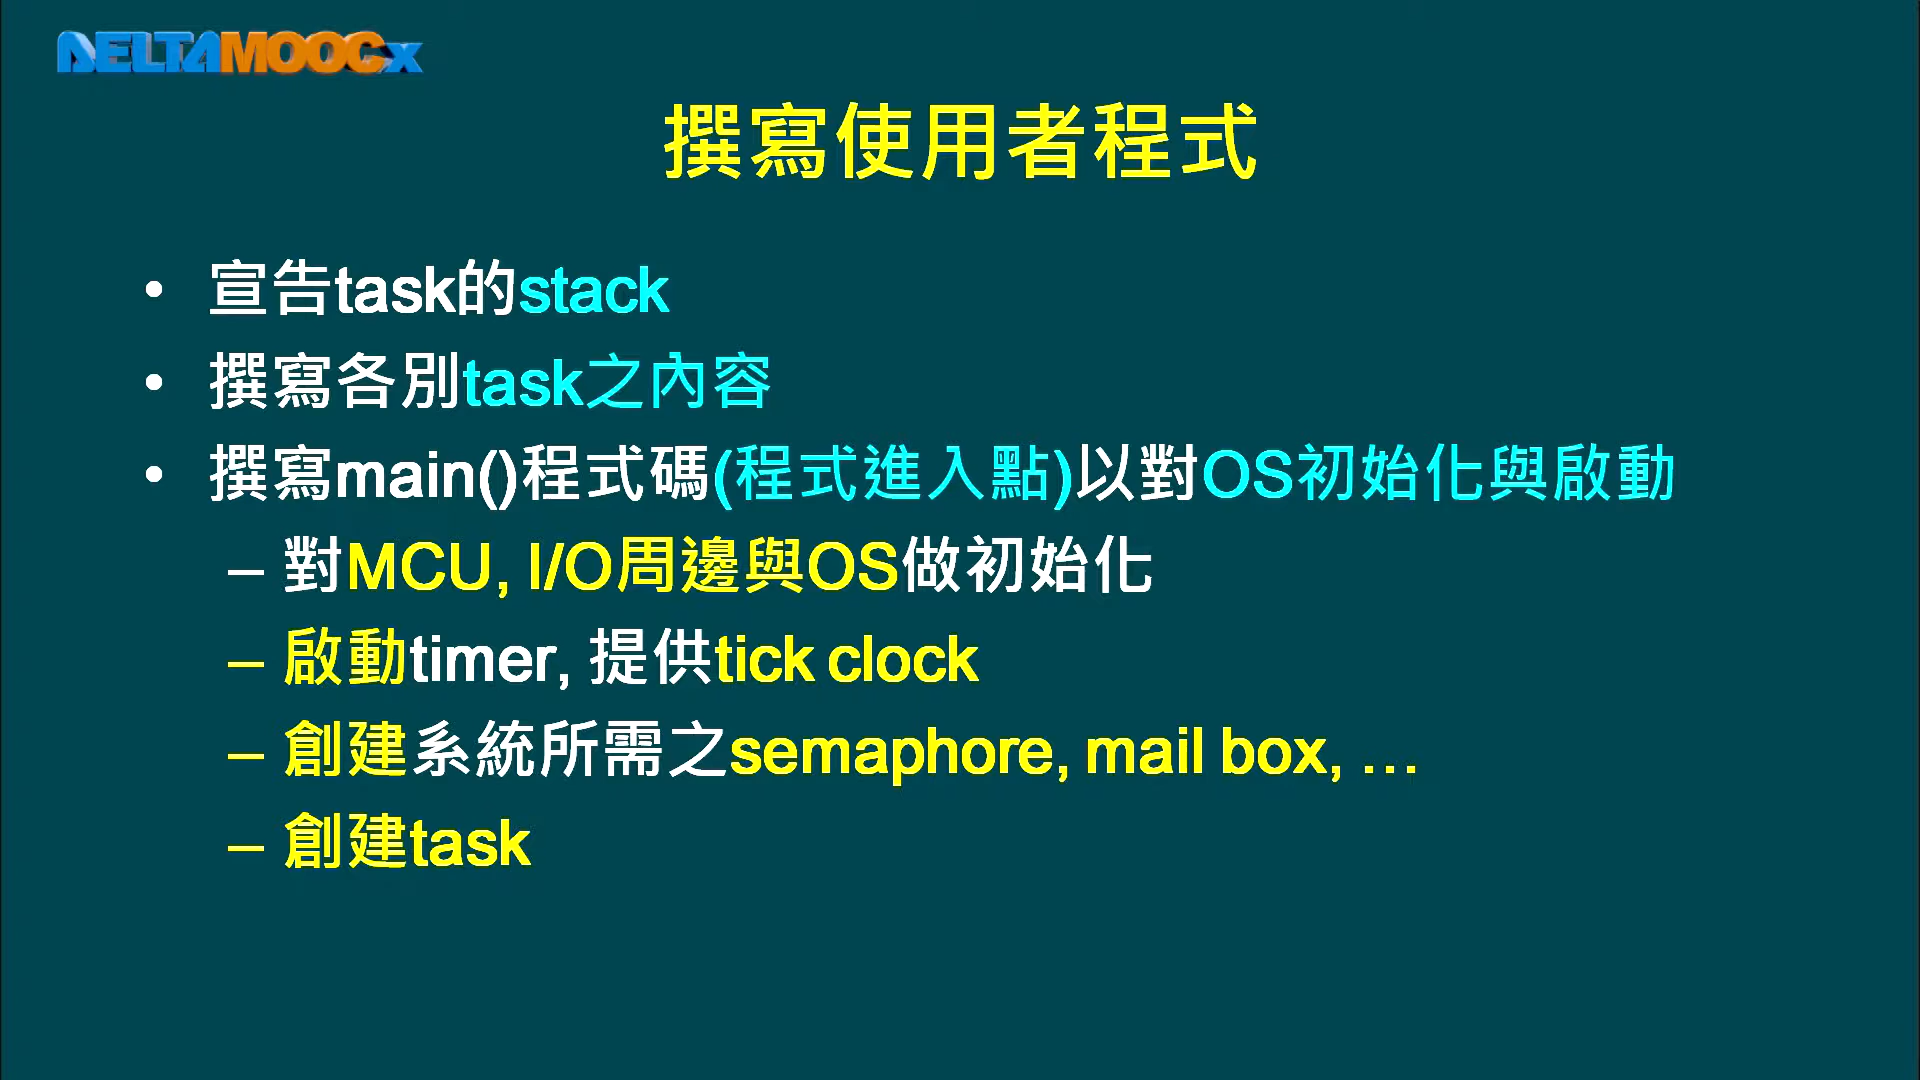 DELTAMOOCx
撰寫使用者程式
• 宣告task的stack
• 撰寫各別task之內容
• 撰寫main()程式碼(程式進入點)以對OS初始化與啟動
– 對MCU, I/O周邊與OS做初始化
– 啟動timer, 提供tick clock
– 創建系統所需之semaphore, mail box, …
– 創建task